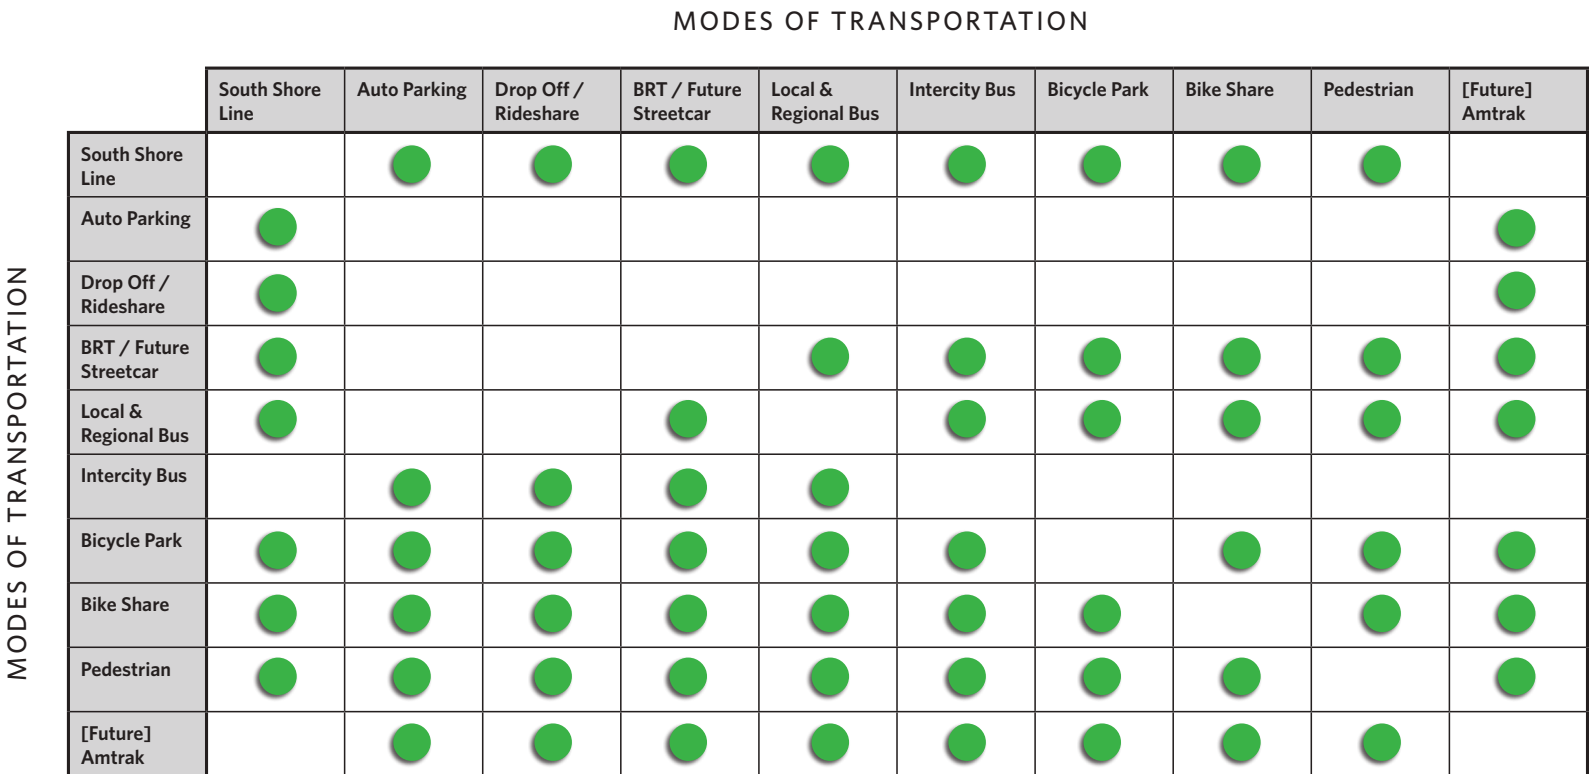 MODES OF TRANSPORTATION
South Shore
Line
Auto Parking
Drop Off /
Rideshare
BRT / Future
Streetcar
Local &
Regional Bus
Intercity Bus
Bicycle Park
Bike Share
Pedestrian
[Future]
Amtrak
MODES OF TRANSPORTATION
South Shore
Line
Auto Parking
Drop Off /
Rideshare
BRT / Future
Streetcar
Local &
Regional Bus
Intercity Bus
Bicycle Park
Bike Share
Pedestrian
[Future]
Amtrak